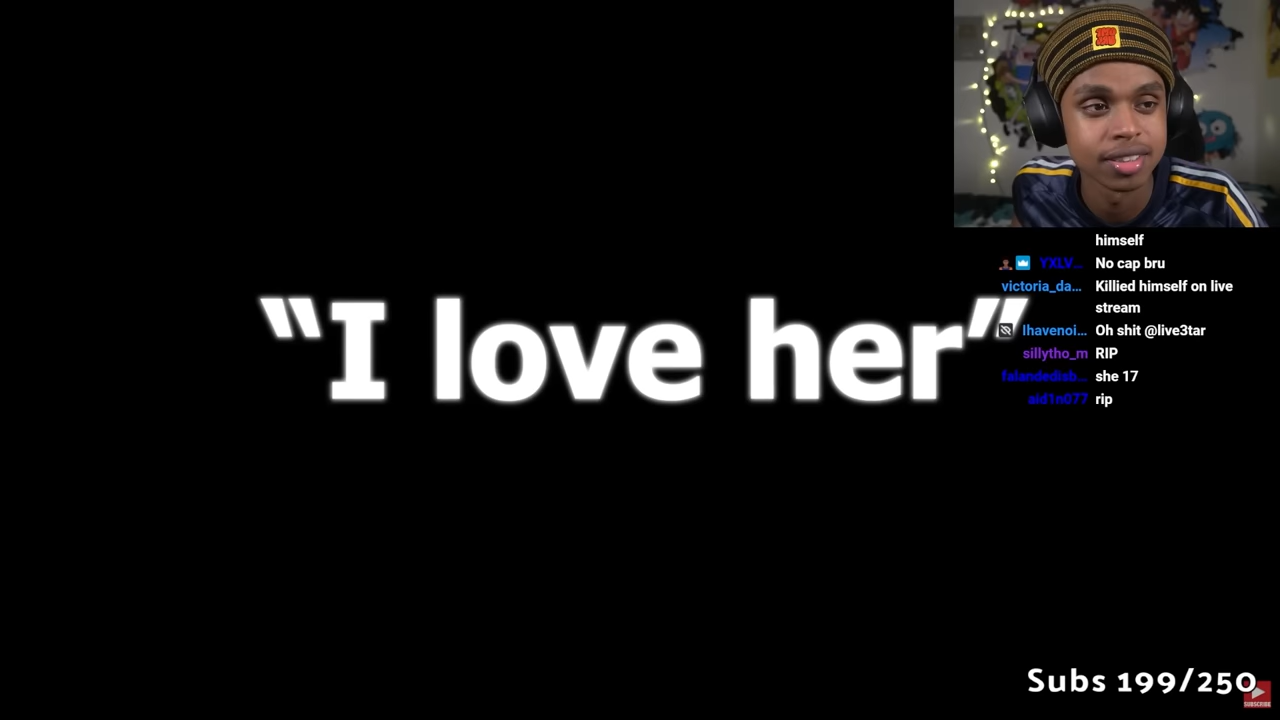 “I love her”
himself
YXLV… No cap bru
victoria_da… Killied himself on live
stream
Ihavenoi… Oh shit @live3tar
sillytho_m RIP
falandedisb… she 17
aid1n077 rip
Subs 199/250
SUBSCRIBE